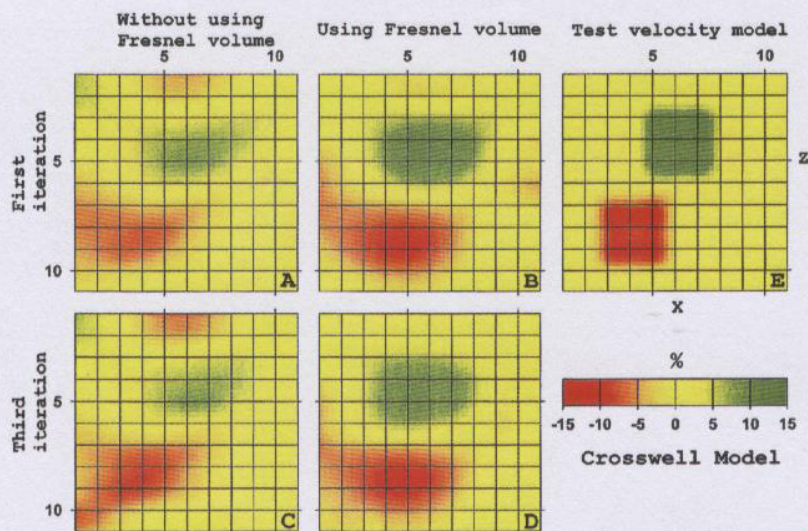 Without using
Fresnel volume
Using Fresnel volume
Test velocity model
5 10
5 10
5 10
First
iteration
5
10
A
B
E
Z
X
Third
iteration
5
10
C
D
%
-15 -10 -5 0 5 10 15
Crosswell Model